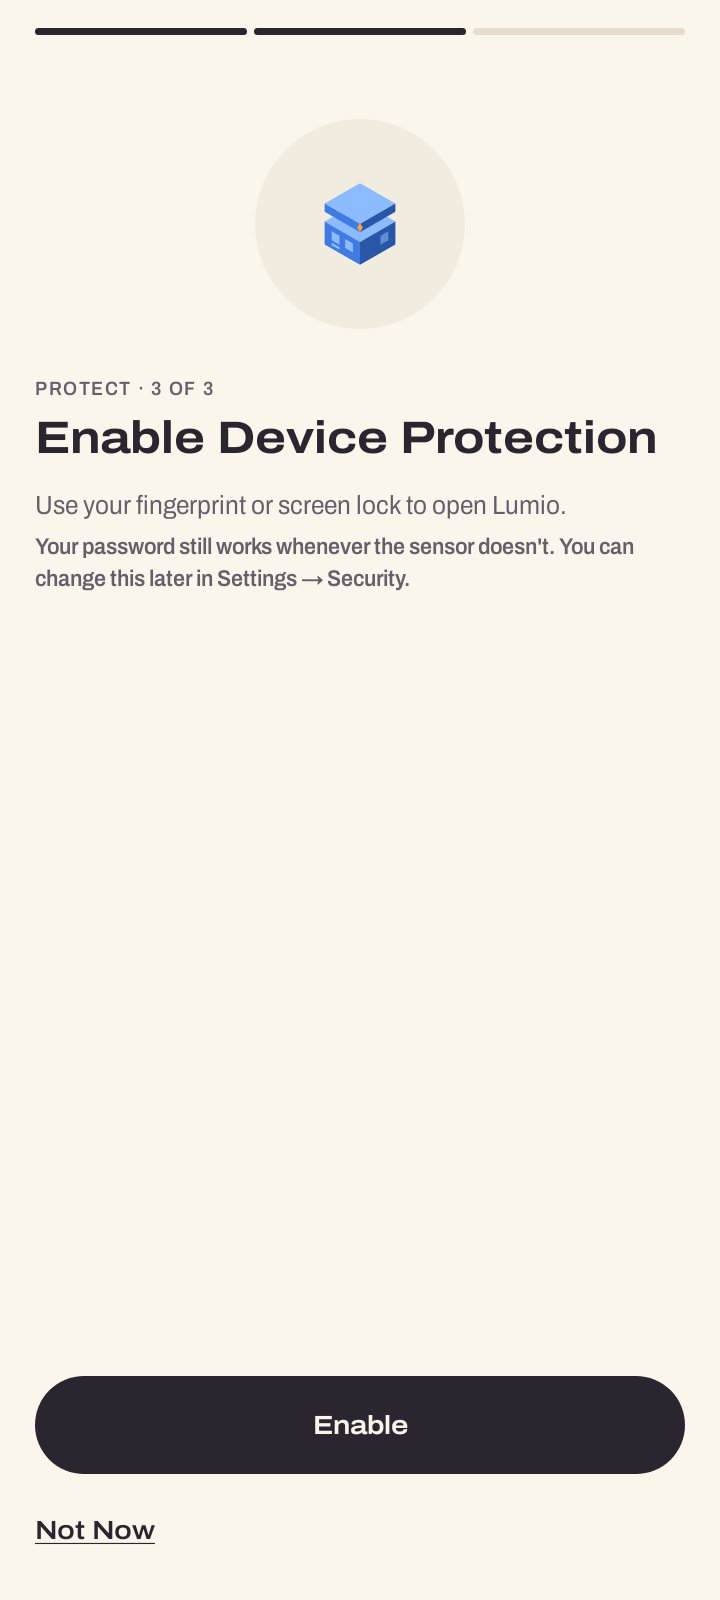 PROTECT · 3 OF 3
Enable Device Protection
Use your fingerprint or screen lock to open Lumio.
Your password still works whenever the sensor doesn't. You can
change this later in Settings → Security.
Enable
Not Now